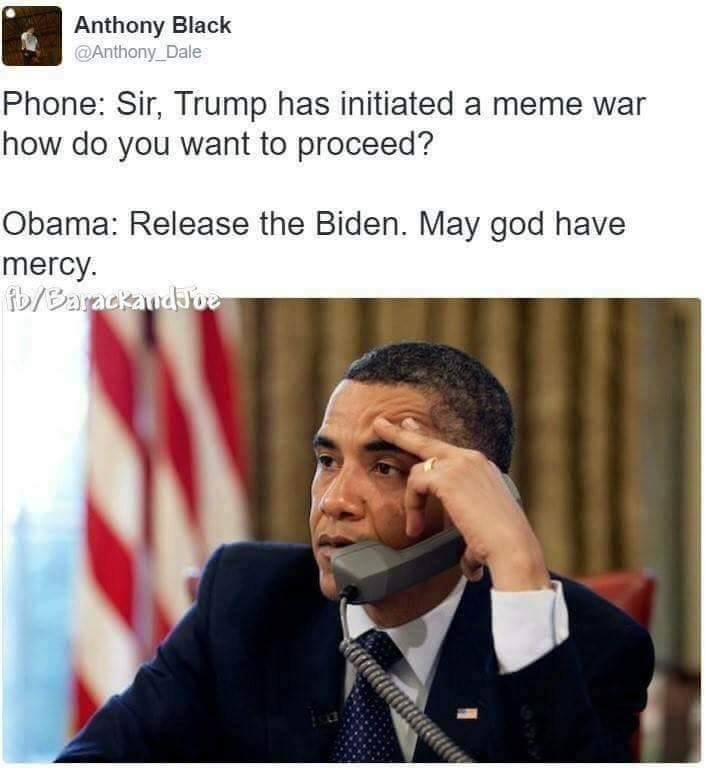 Anthony Black
@Anthony_Dale
Phone: Sir, Trump has initiated a meme war
how do you want to proceed?
Obama: Release the Biden. May god have
mercy.
fb/BarackandJoe